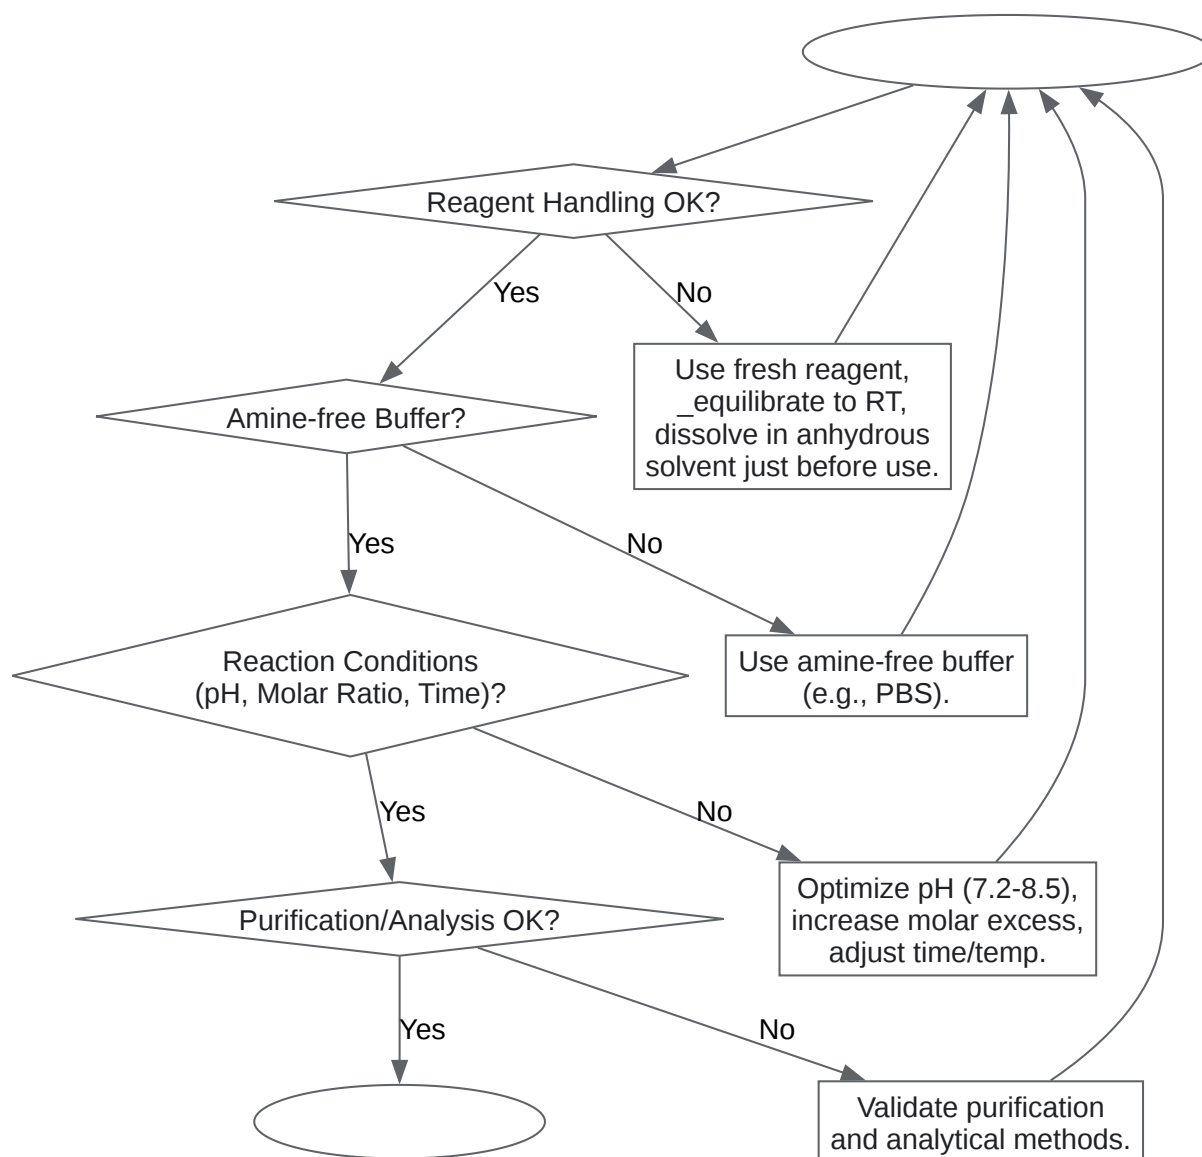 Reagent Handling OK?
Yes
No
Use fresh reagent,
_equilibrate to RT,
dissolve in anhydrous
solvent just before use.
Amine-free Buffer?
Yes
No
Use amine-free buffer
(e.g., PBS).
Reaction Conditions
(pH, Molar Ratio, Time)?
Yes
No
Optimize pH (7.2-8.5),
increase molar excess,
adjust time/temp.
Purification/Analysis OK?
Yes
No
Validate purification
and analytical methods.